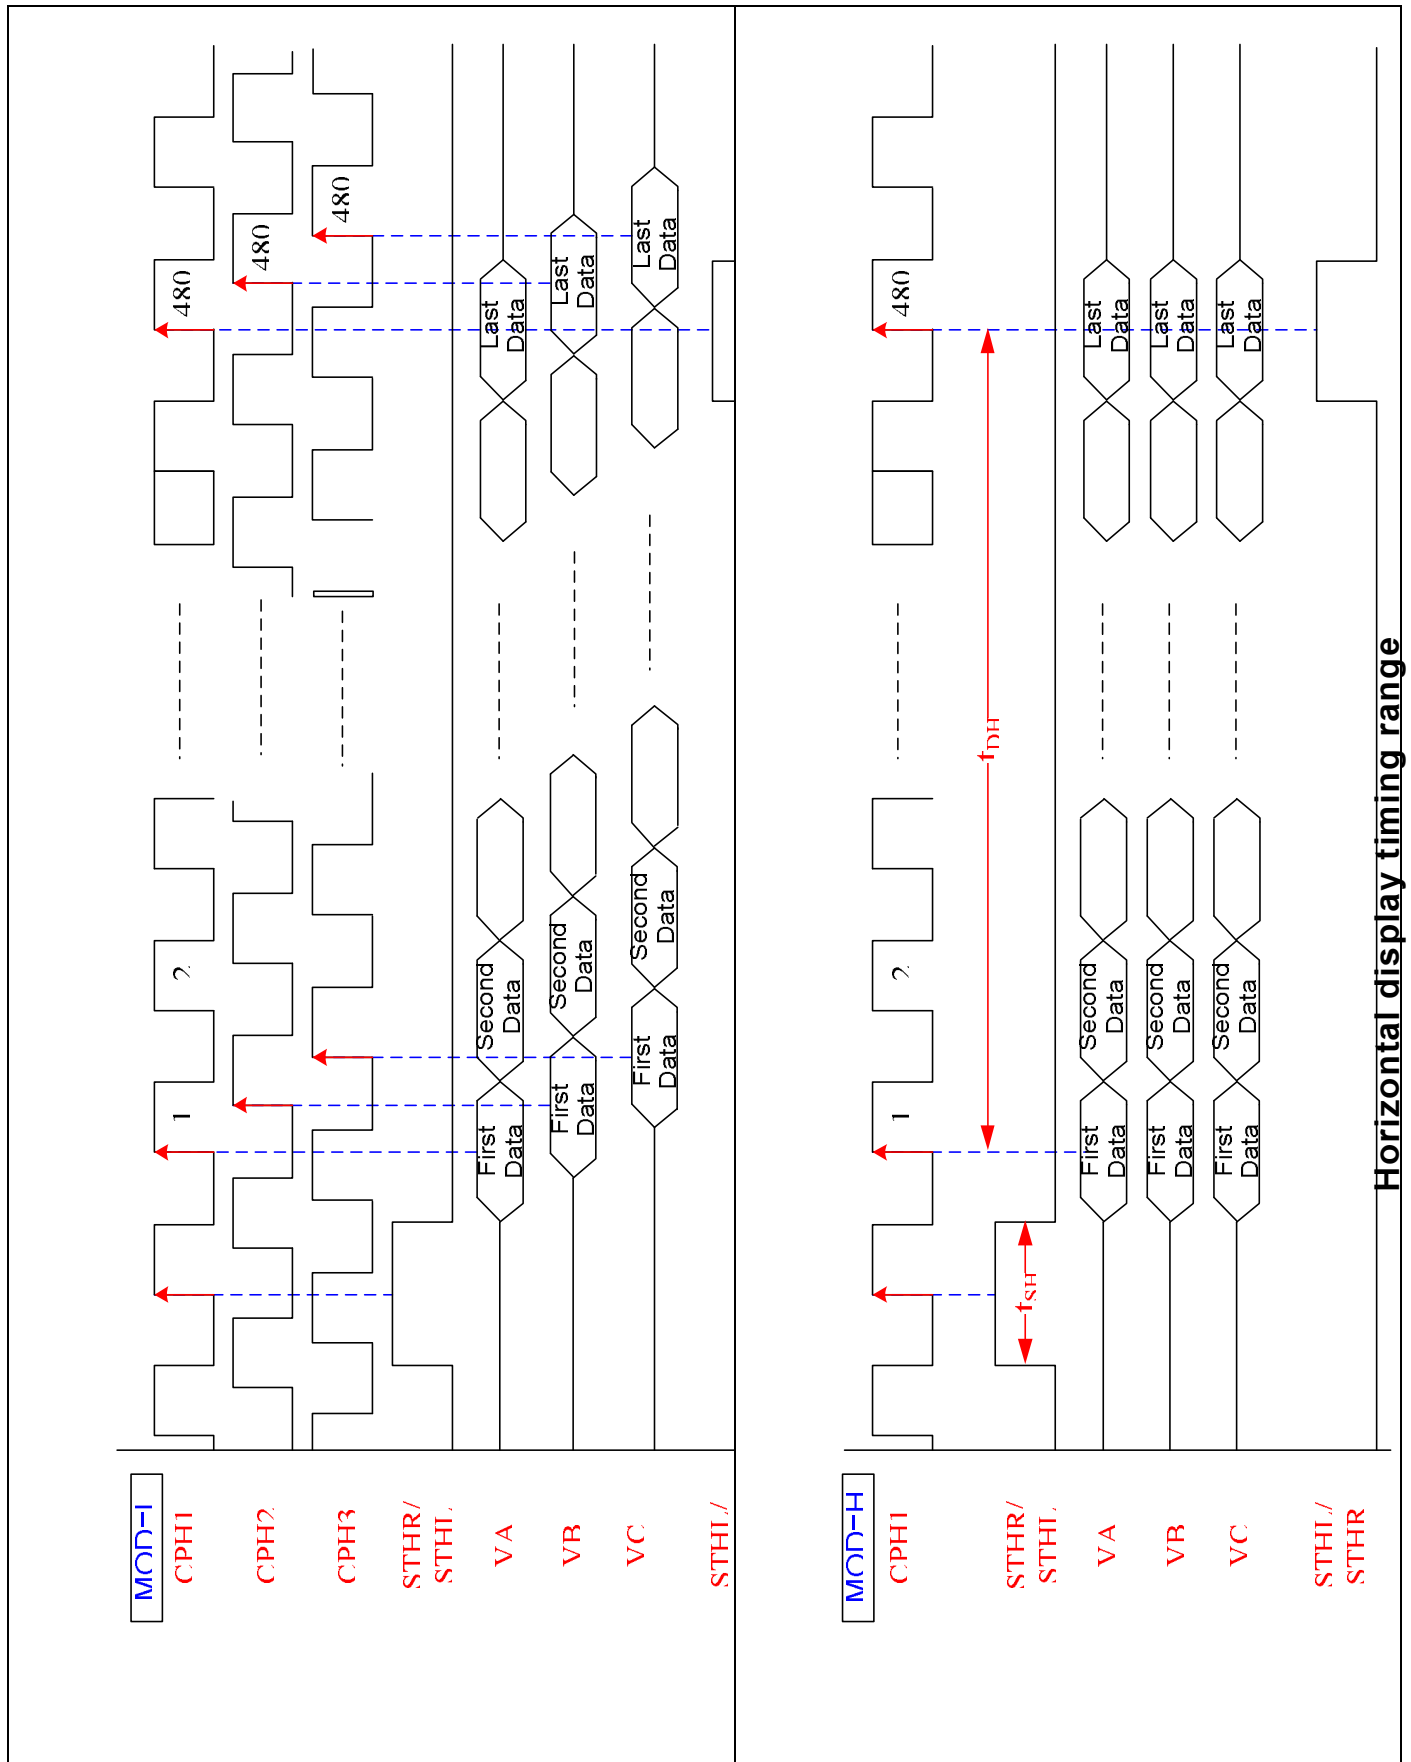 MOD=L
CPH1
1
2
480
CPH2
480
CPH3
480
STHR/
STHL
VA
First
Data
Second
Data
Last
Data
VB
First
Data
Second
Data
Last
Data
VC
First
Data
Second
Data
Last
Data
STHL/
MOD=H
CPH1
1
2
480
tDH
STHR/
STHL
tSH
VA
First
Data
Second
Data
Last
Data
VB
First
Data
Second
Data
Last
Data
VC
First
Data
Second
Data
Last
Data
STHL/
STHR
Horizontal display timing range